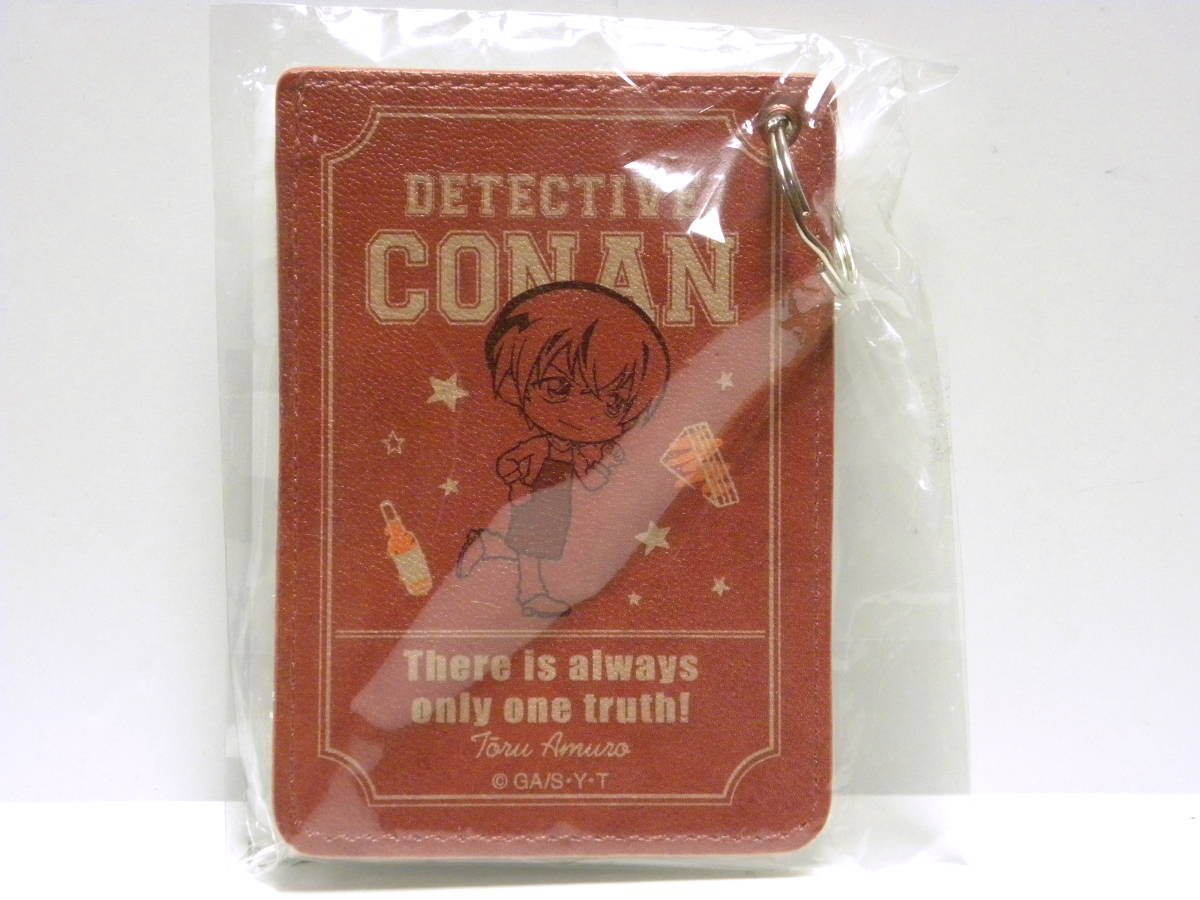 DETECTIVE
CONAN
There is always
only one truth!
Tōru Amuro
© GA/S・Y・T